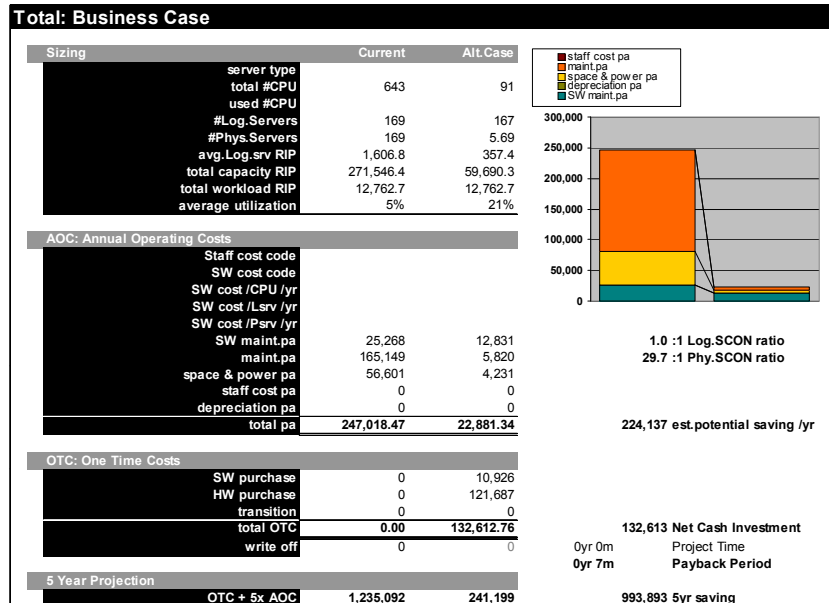 Total: Business Case
Sizing Current Alt.Case
server type
total #CPU 643 91
used #CPU
#Log.Servers 169 167
#Phys.Servers 169 5.69
avg.Log.srv RIP 1,606.8 357.4
total capacity RIP 271,546.4 59,690.3
total workload RIP 12,762.7 12,762.7
average utilization 5% 21%
staff cost pa
maint.pa
space & power pa
depreciation pa
SW maint.pa
300,000
250,000
200,000
150,000
100,000
50,000
0
AOC: Annual Operating Costs
Staff cost code
SW cost code
SW cost /CPU /yr
SW cost /Lsrv /yr
SW cost /Psrv /yr
SW maint.pa 25,268 12,831 1.0 :1 Log.SCON ratio
maint.pa 165,149 5,820 29.7 :1 Phy.SCON ratio
space & power pa 56,601 4,231
staff cost pa 0 0
depreciation pa 0 0
total pa 247,018.47 22,881.34 224,137 est.potential saving /yr
OTC: One Time Costs
SW purchase 0 10,926
HW purchase 0 121,687
transition 0
total OTC 0.00 132,612.76 132,613 Net Cash Investment
write off 0 0 0yr 0m Project Time
0yr 7m Payback Period
5 Year Projection
OTC + 5x AOC 1,235,092 241,199 993,893 5yr saving